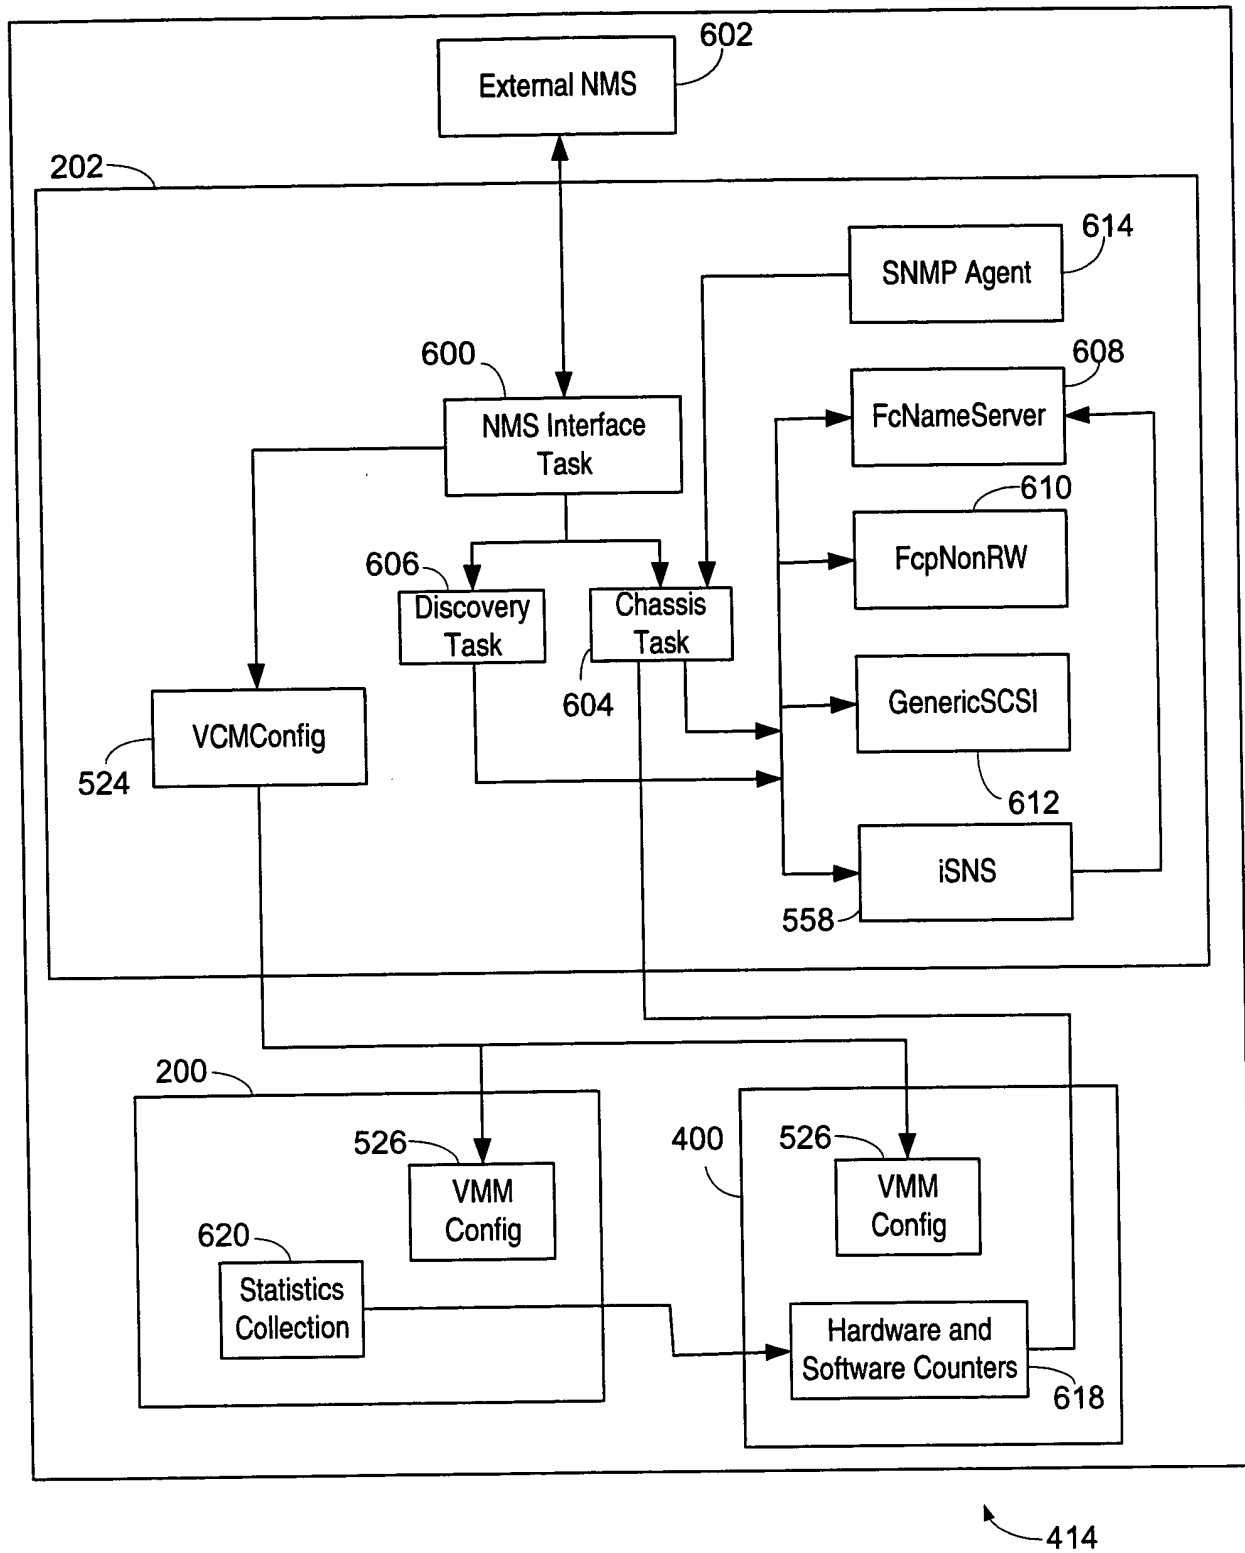 602
External NMS
202
614
SNMP Agent
600
608
NMS Interface
Task
FcNameServer
610
606
FcpNonRW
Discovery
Task
Chassis
Task
604
GenericSCSI
VCMConfig
524
612
iSNS
558
200
526
400
526
VMM
Config
VMM
Config
620
Statistics
Collection
Hardware and
Software Counters
618
414